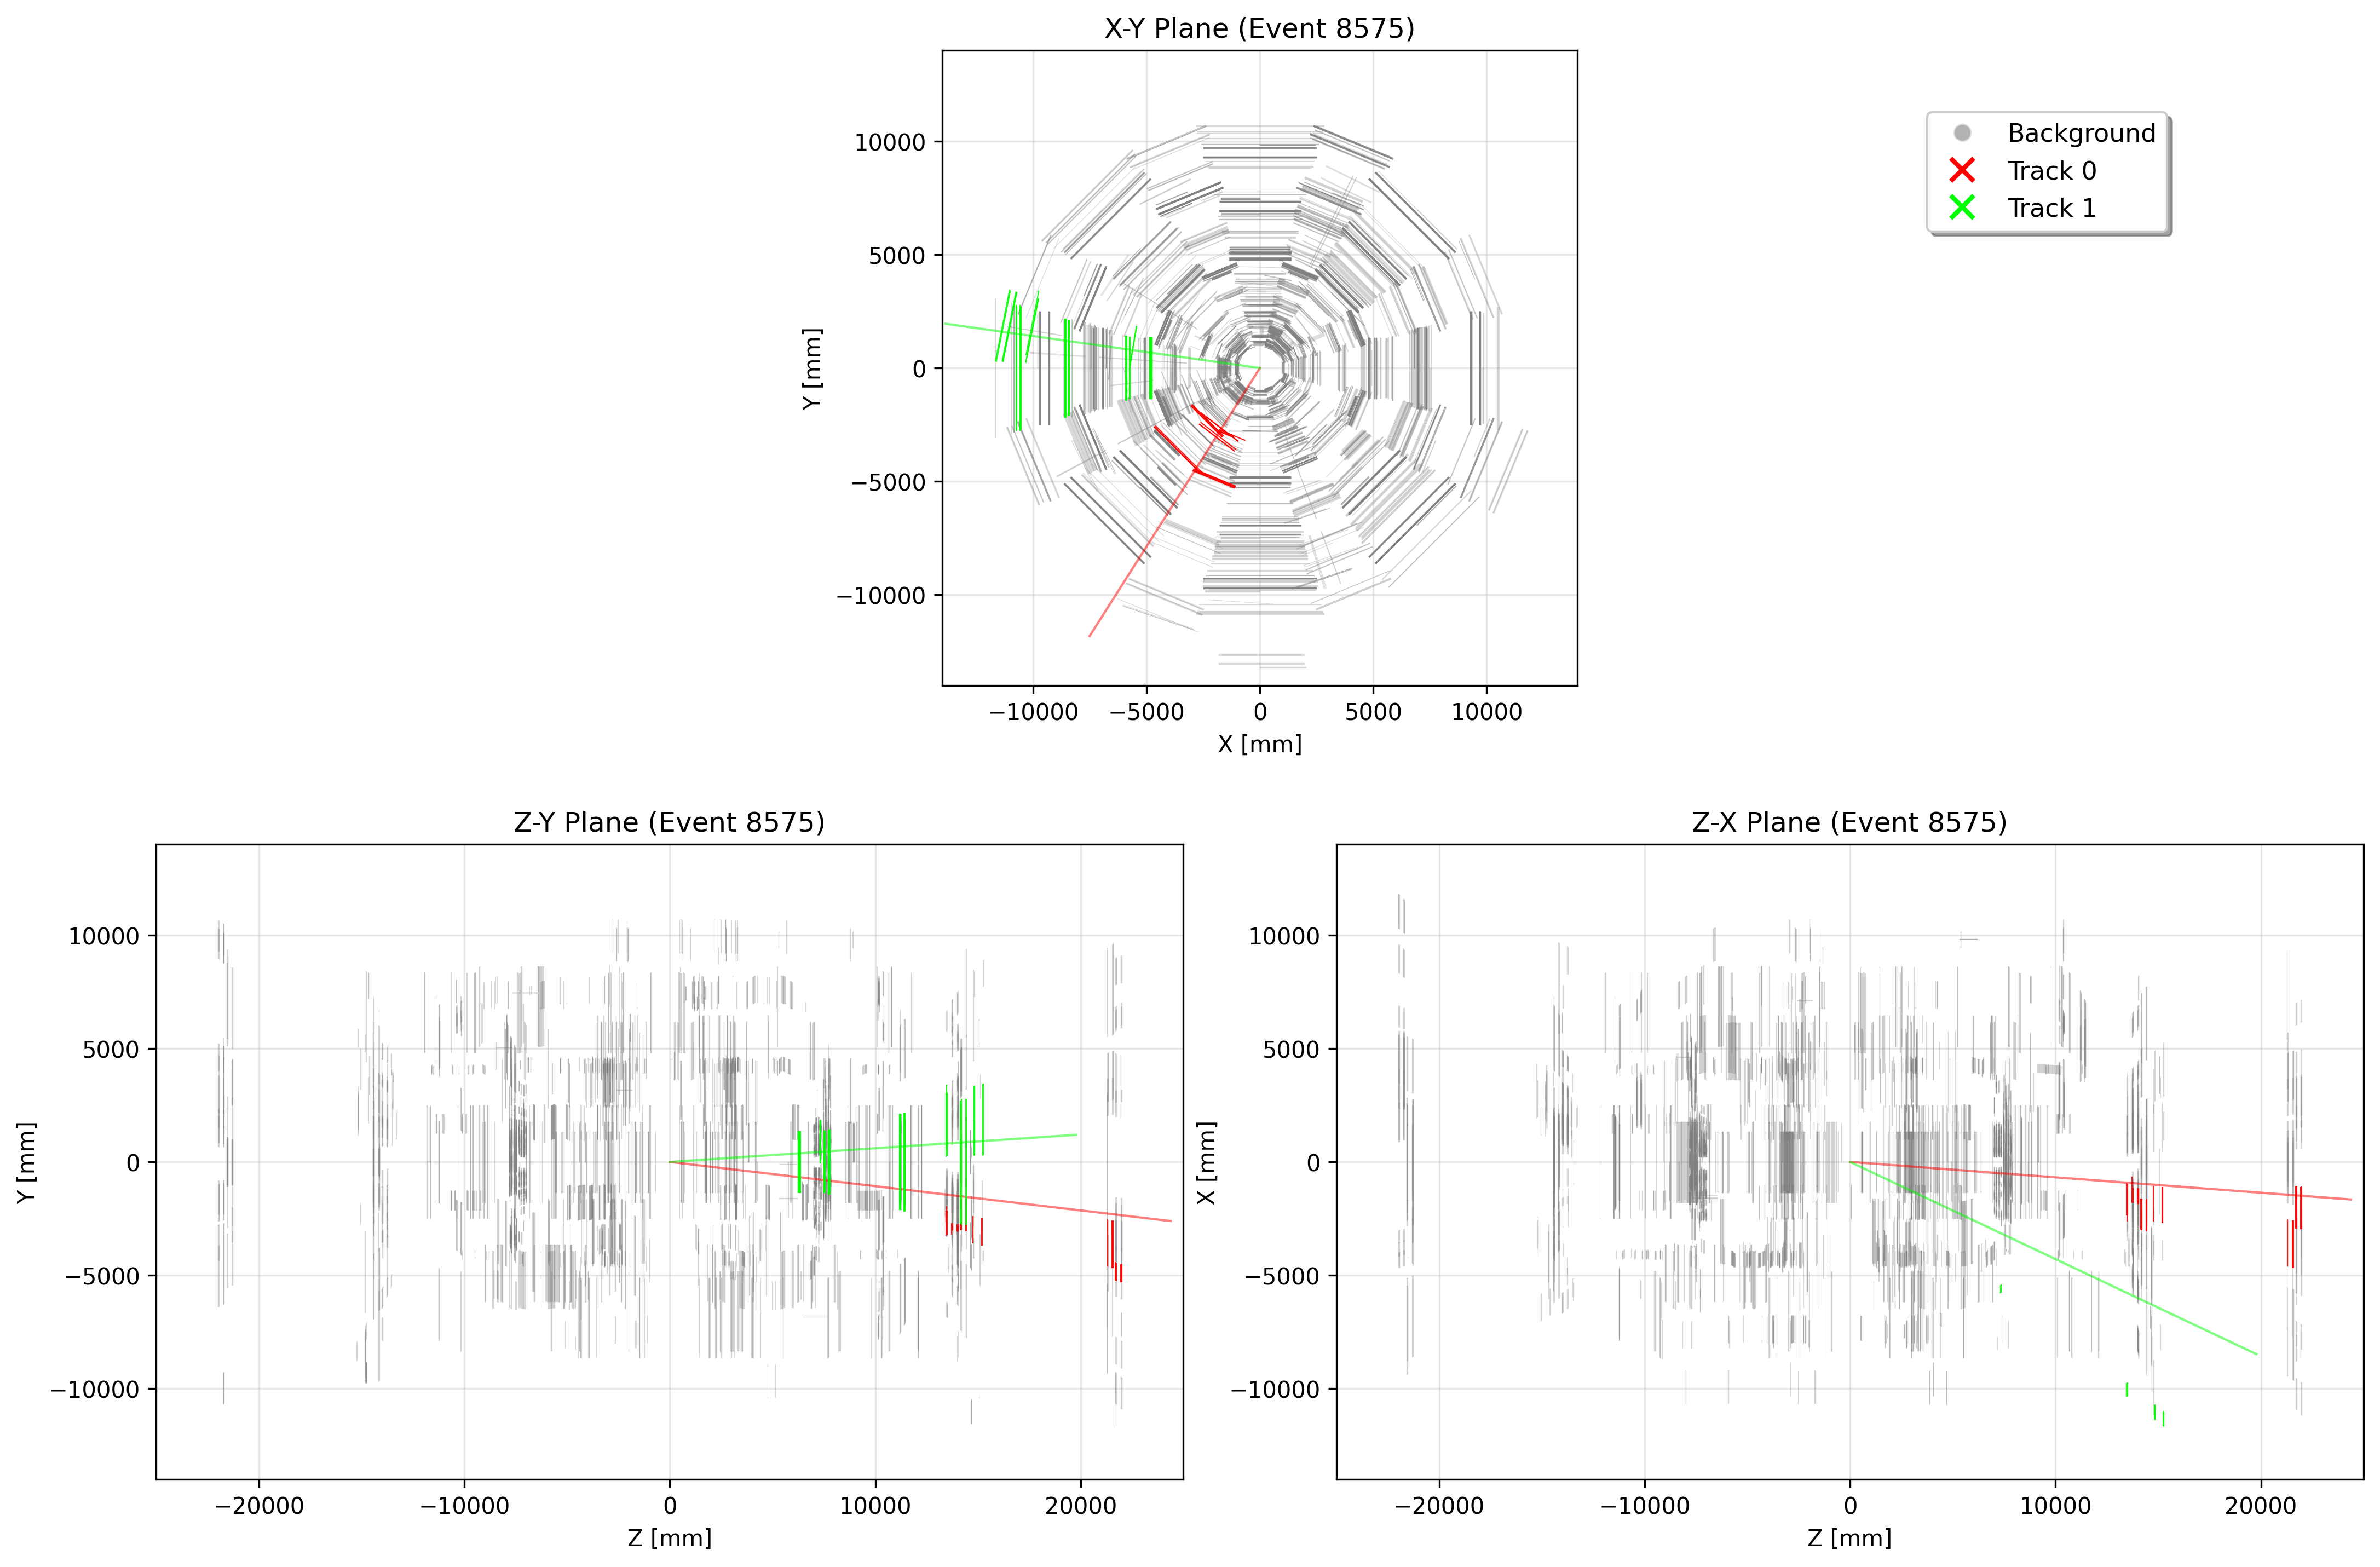 X-Y Plane (Event 8575)
Background
Track 0
Track 1
10000
5000
0
−5000
−10000
Y [mm]
−10000 −5000 0 5000 10000
X [mm]
Z-Y Plane (Event 8575)
10000
5000
0
−5000
−10000
Y [mm]
−20000 −10000 0 10000 20000
Z [mm]
Z-X Plane (Event 8575)
10000
5000
0
−5000
−10000
X [mm]
−20000 −10000 0 10000 20000
Z [mm]